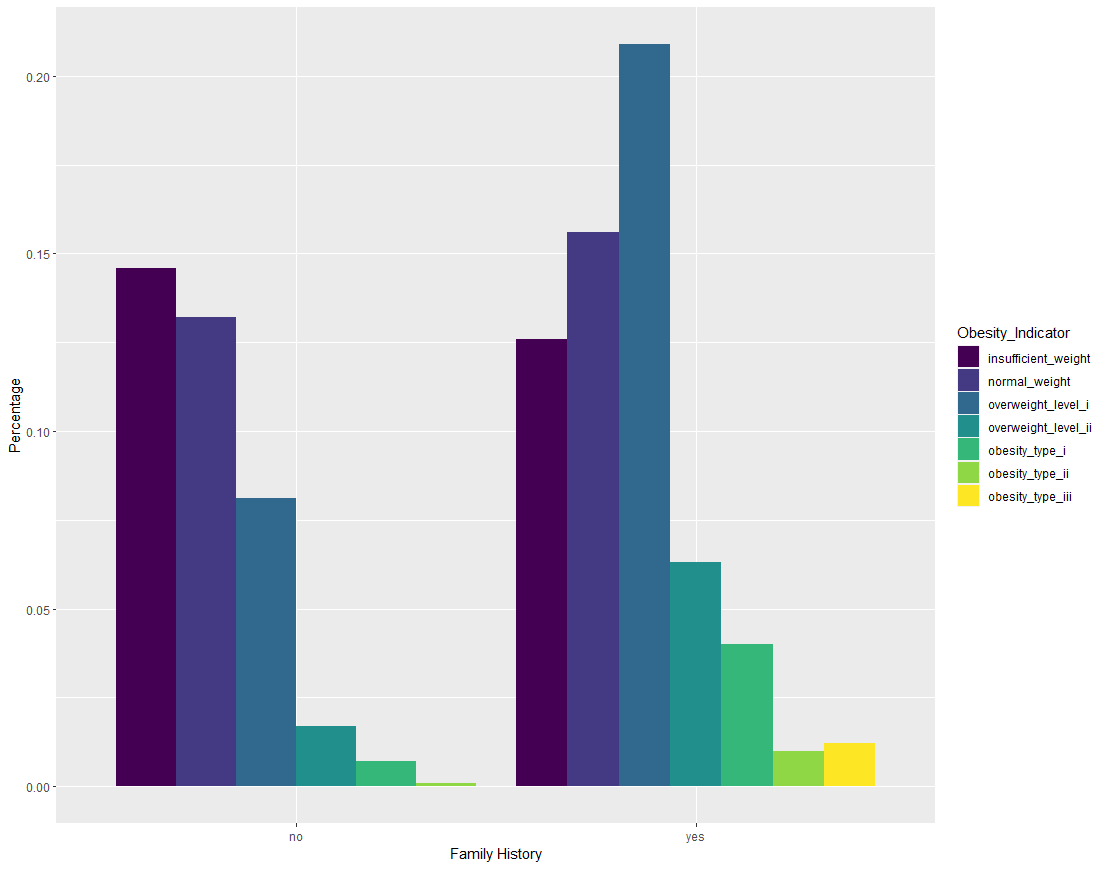 Percentage
0.20
0.15
0.10
0.05
0.00
no
yes
Family History
Obesity_Indicator
insufficient_weight
normal_weight
overweight_level_i
overweight_level_ii
obesity_type_i
obesity_type_ii
obesity_type_iii